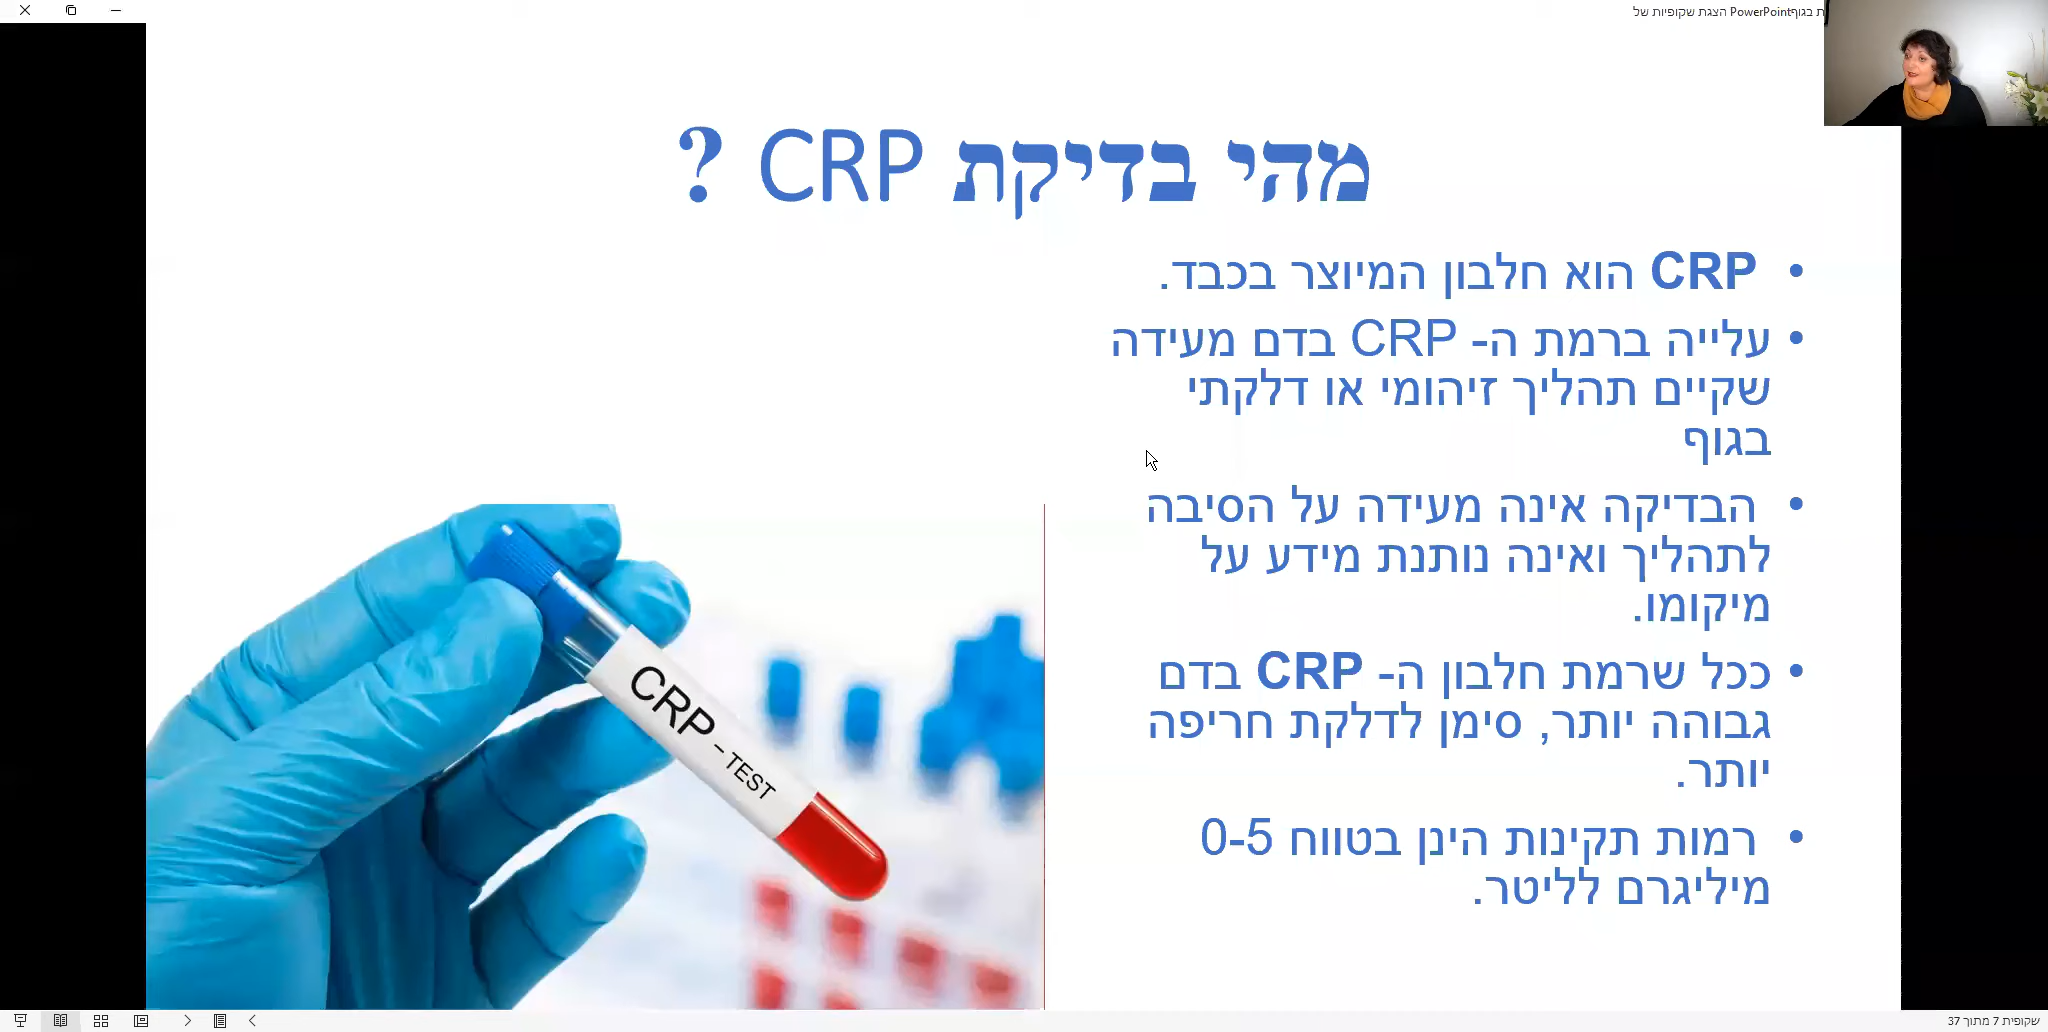 הצגת שקופיות של PowerPoint
מהי בדיקת CRP ?
• CRP הוא חלבון המיוצר בכבד.
• עלייה ברמת ה- CRP בדם מעידה
שקיים תהליך זיהומי או דלקתי
בגוף
• הבדיקה אינה מעידה על הסיבה
לתהליך ואינה נותנת מידע על
מיקומו.
• ככל שרמת חלבון ה- CRP בדם
גבוהה יותר, סימן לדלקת חריפה
יותר.
• רמות תקינות הינן בטווח 0-5
מיליגרם לליטר.
CRP - TEST
שקופית 7 מתוך 37